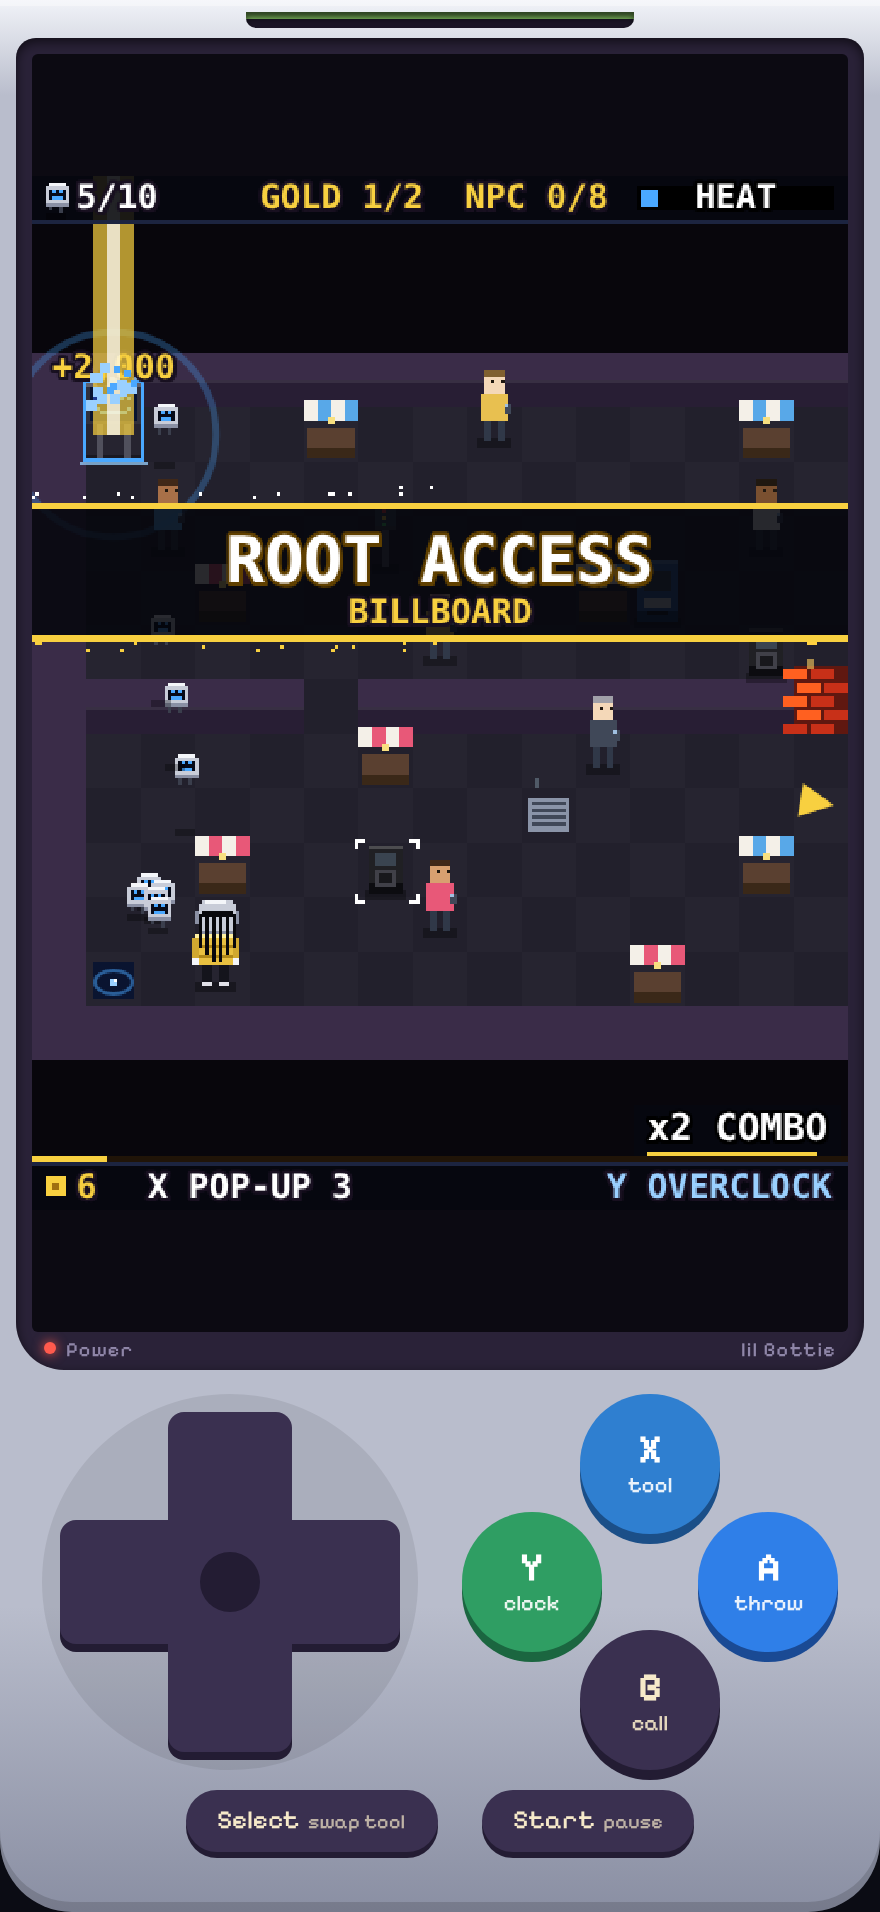 5/10 GOLD 1/2 NPC 0/8 HEAT
+2,000
ROOT ACCESS
BILLBOARD
x2 COMBO
6 X POP-UP 3 Y OVERCLOCK
Power lil Bottie
X
tool
Y
clock
A
throw
B
call
Select swap tool Start pause